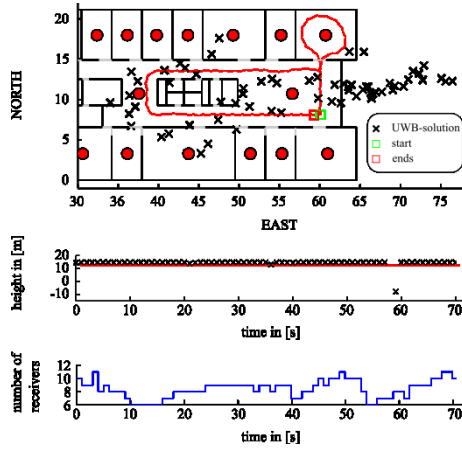 20
15
10
5
0
NORTH
30 35 40 45 50 55 60 65 70 75
EAST
UWB-solution
start
ends
20
10
0
-10
height in [m]
0 10 20 30 40 50 60 70
time in [s]
12
10
8
6
number of
receivers
0 10 20 30 40 50 60 70
time in [s]